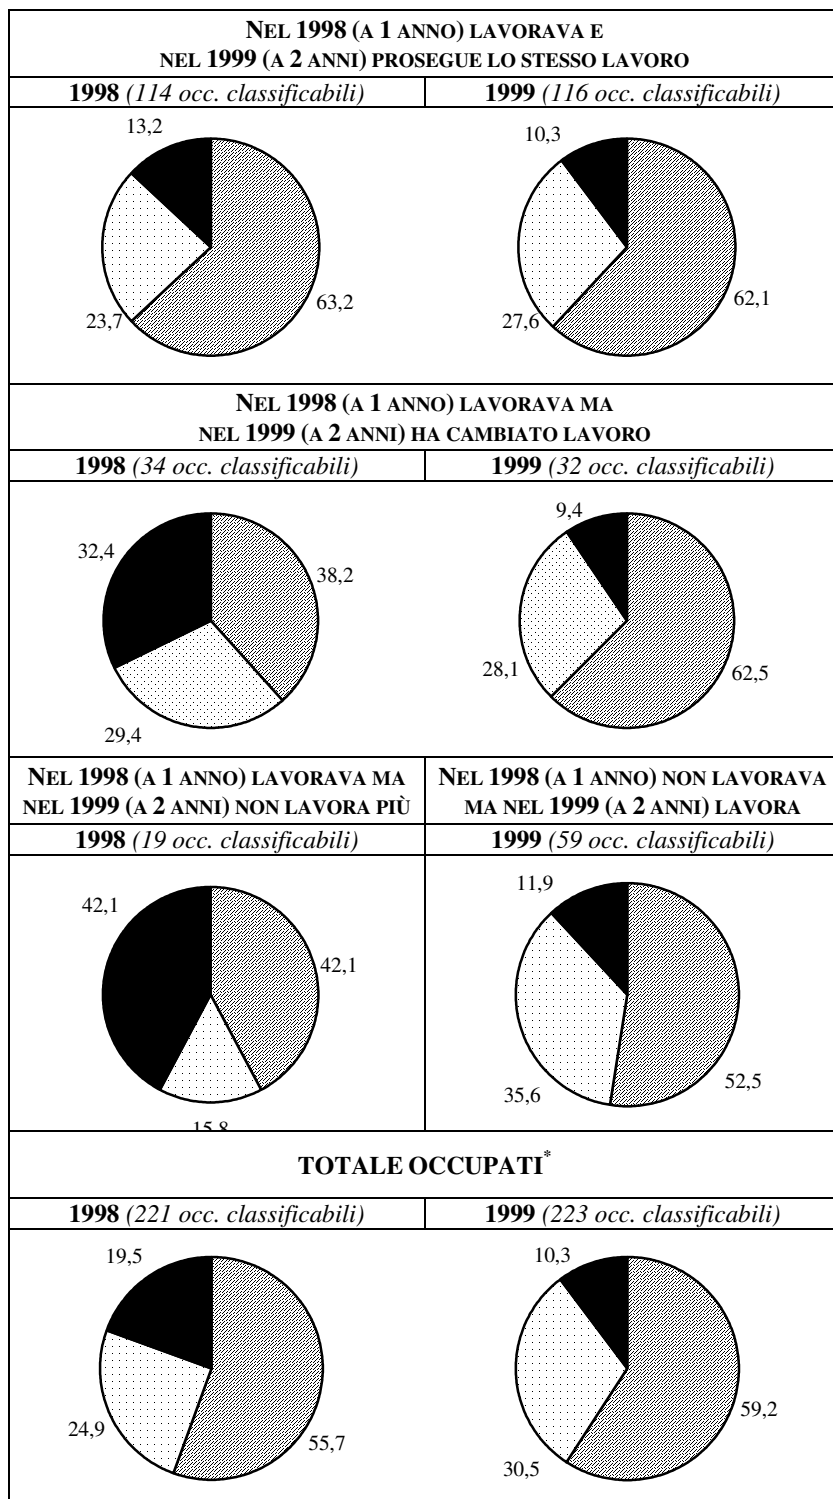 NEL 1998 (A 1 ANNO) LAVORAVA E
NEL 1999 (A 2 ANNI) PROSEGUE LO STESSO LAVORO
1998 (114 occ. classificabili)
1999 (116 occ. classificabili)
13,2
23,7
63,2
10,3
27,6
62,1
NEL 1998 (A 1 ANNO) LAVORAVA MA
NEL 1999 (A 2 ANNI) HA CAMBIATO LAVORO
1998 (34 occ. classificabili)
1999 (32 occ. classificabili)
32,4
38,2
29,4
9,4
28,1
62,5
NEL 1998 (A 1 ANNO) LAVORAVA MA
NEL 1999 (A 2 ANNI) NON LAVORA PIÙ
NEL 1998 (A 1 ANNO) NON LAVORAVA
MA NEL 1999 (A 2 ANNI) LAVORA
1998 (19 occ. classificabili)
1999 (59 occ. classificabili)
42,1
42,1
15,8
11,9
35,6
52,5
TOTALE OCCUPATI*
1998 (221 occ. classificabili)
1999 (223 occ. classificabili)
19,5
24,9
55,7
10,3
30,5
59,2